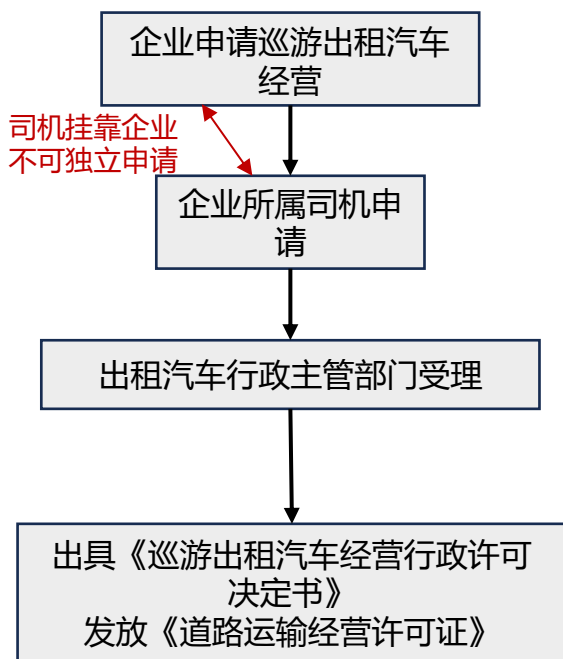 企业申请巡游出租汽车
经营
司机挂靠企业
不可独立申请
企业所属司机申
请
出租汽车行政主管部门受理
出具《巡游出租汽车经营行政许可
决定书》
发放《道路运输经营许可证》